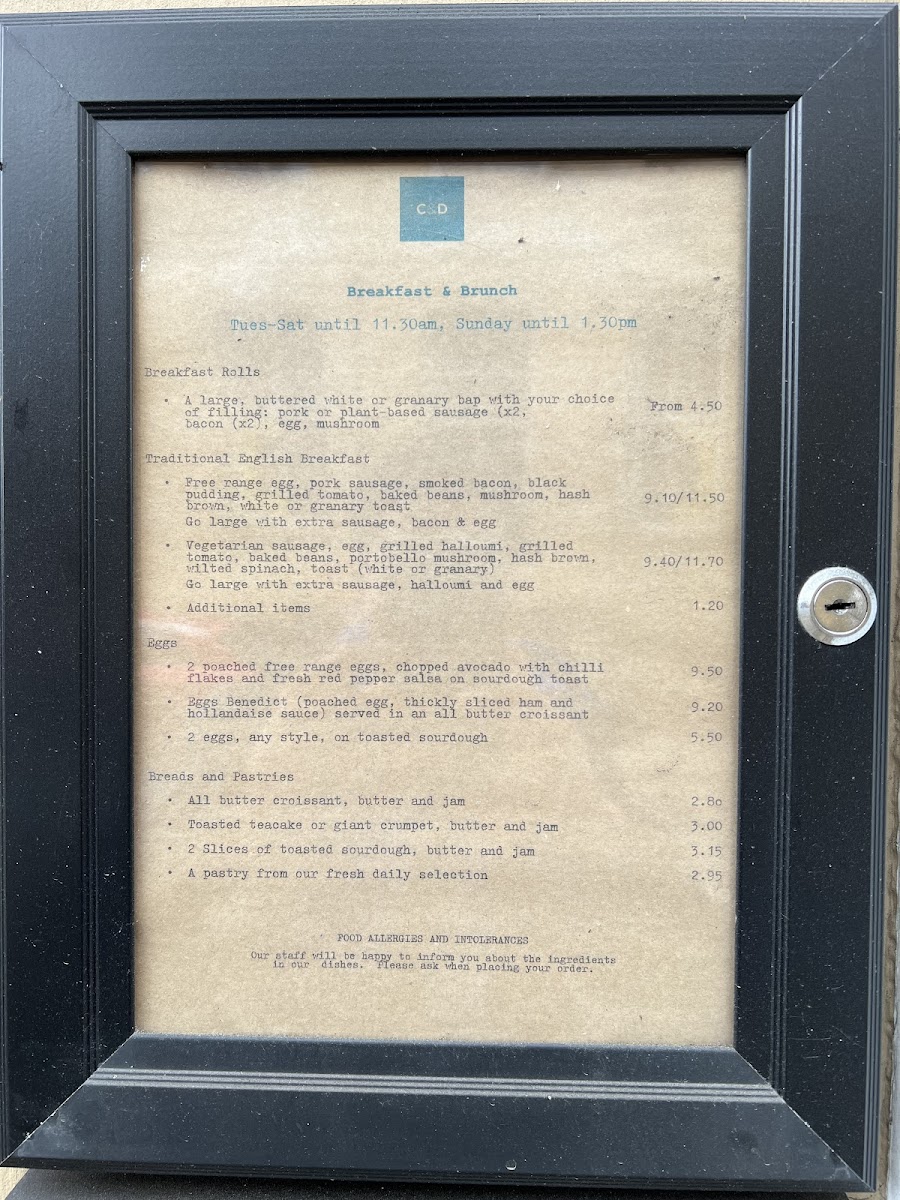 C&D
Breakfast & Brunch
Tues-Sat until 11.30am, Sunday until 1.30pm
Breakfast Rolls
• A large, buttered white or granary bap with your choice
of filling: pork or plant-based sausage (x2,
bacon (x2), egg, mushroom
From 4.50
Traditional English Breakfast
• Free range egg, pork sausage, smoked bacon, black
pudding, grilled tomato, baked beans, mushroom, hash
brown, white or granary toast
9.10/11.50
Go large with extra sausage, bacon & egg
• Vegetarian sausage, egg, grilled halloumi, grilled
tomato, baked beans, portobello mushroom, hash brown,
wilted spinach, toast (white or granary)
9.40/11.70
Go large with extra sausage, halloumi and egg
• Additional items 1.20
Eggs
• 2 poached free range eggs, chopped avocado with chilli
flakes and fresh red pepper salsa on sourdough toast
9.50
• Eggs Benedict (poached egg, thickly sliced ham and
hollandaise sauce) served in an all butter croissant
9.20
• 2 eggs, any style, on toasted sourdough 5.50
Breads and Pastries
• All butter croissant, butter and jam 2.80
• Toasted teacake or giant crumpet, butter and jam 3.00
• 2 Slices of toasted sourdough, butter and jam 3.15
• A pastry from our fresh daily selection 2.95
FOOD ALLERGIES AND INTOLERANCES
Our staff will be happy to inform you about the ingredients
in our dishes. Please ask when placing your order.